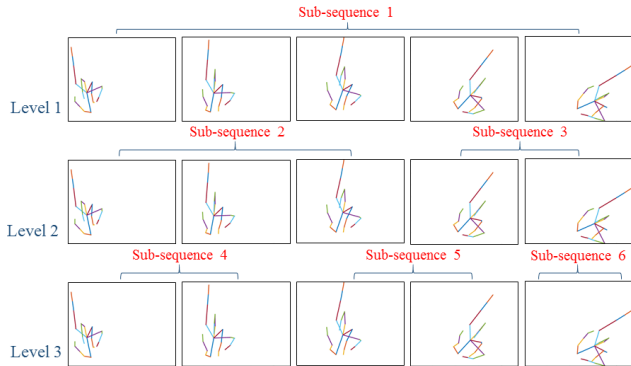 Sub-sequence 1
Level 1
Sub-sequence 2 Sub-sequence 3
Level 2
Sub-sequence 4 Sub-sequence 5 Sub-sequence 6
Level 3